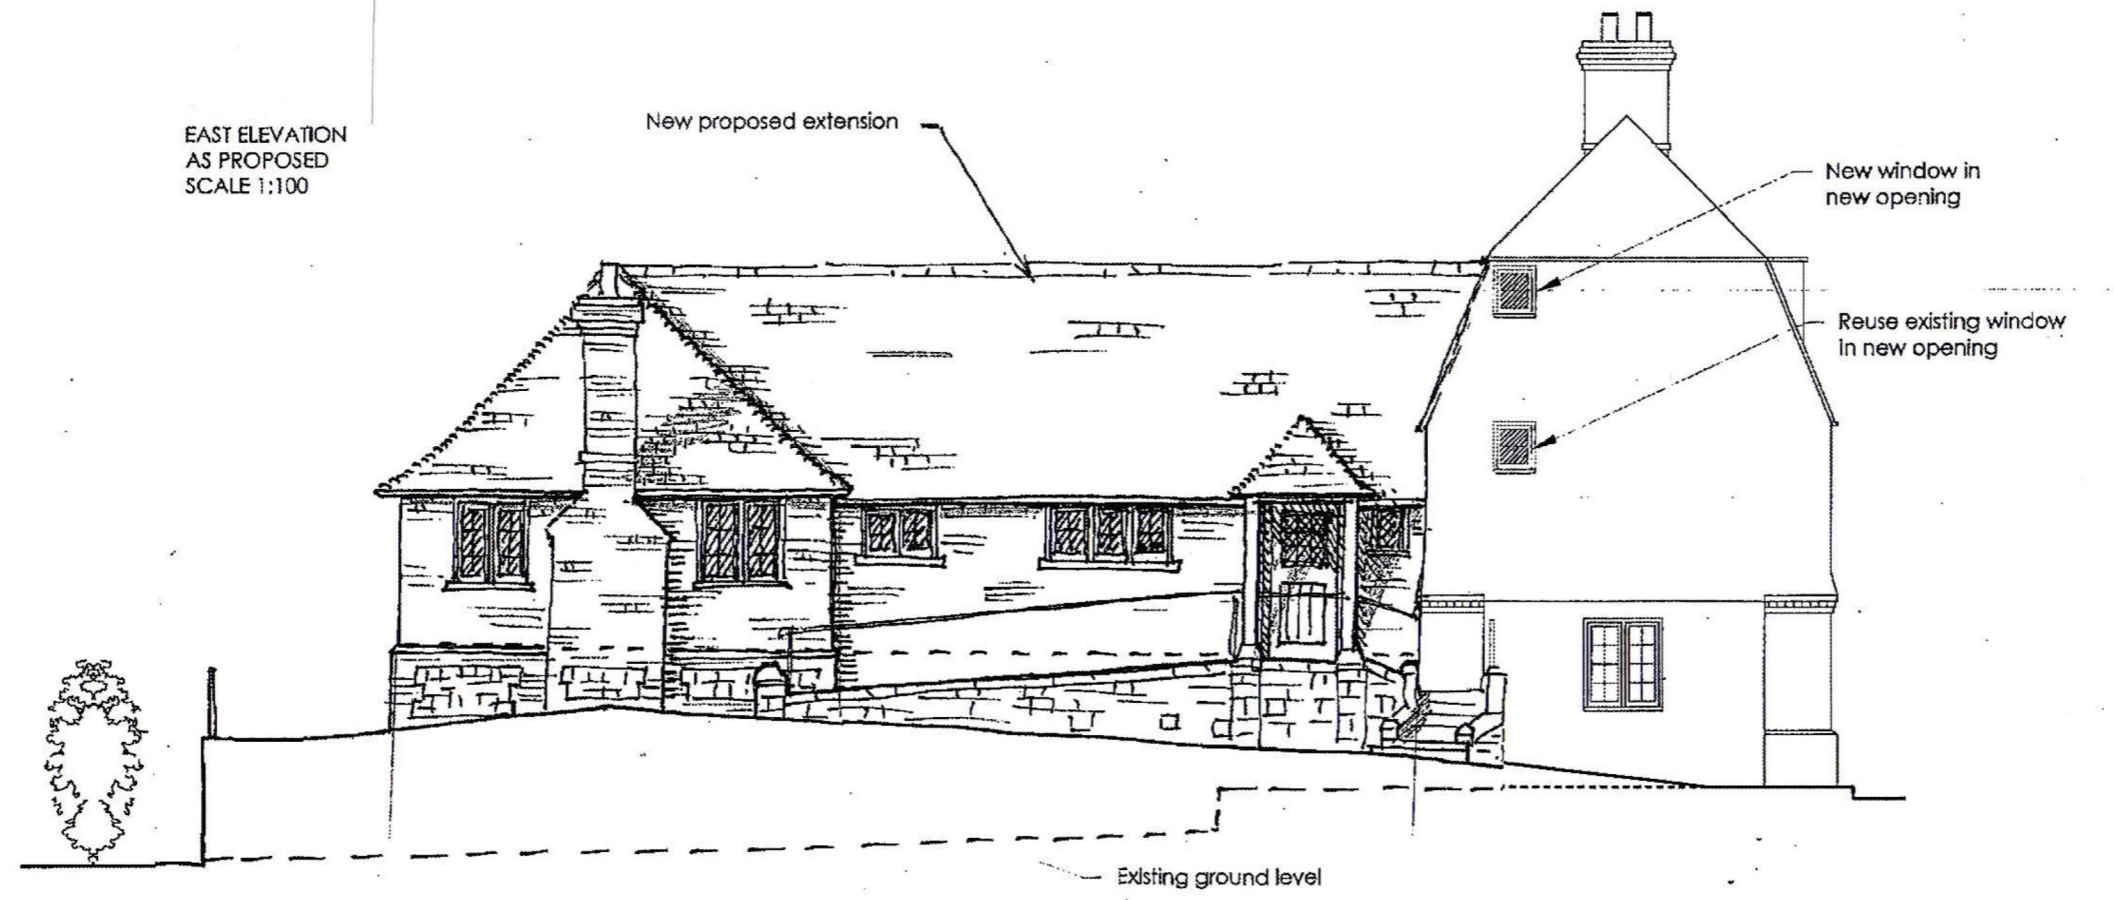 EAST ELEVATION
AS PROPOSED
SCALE 1:100
New proposed extension
New window in
new opening
Reuse existing window
in new opening
Existing ground level